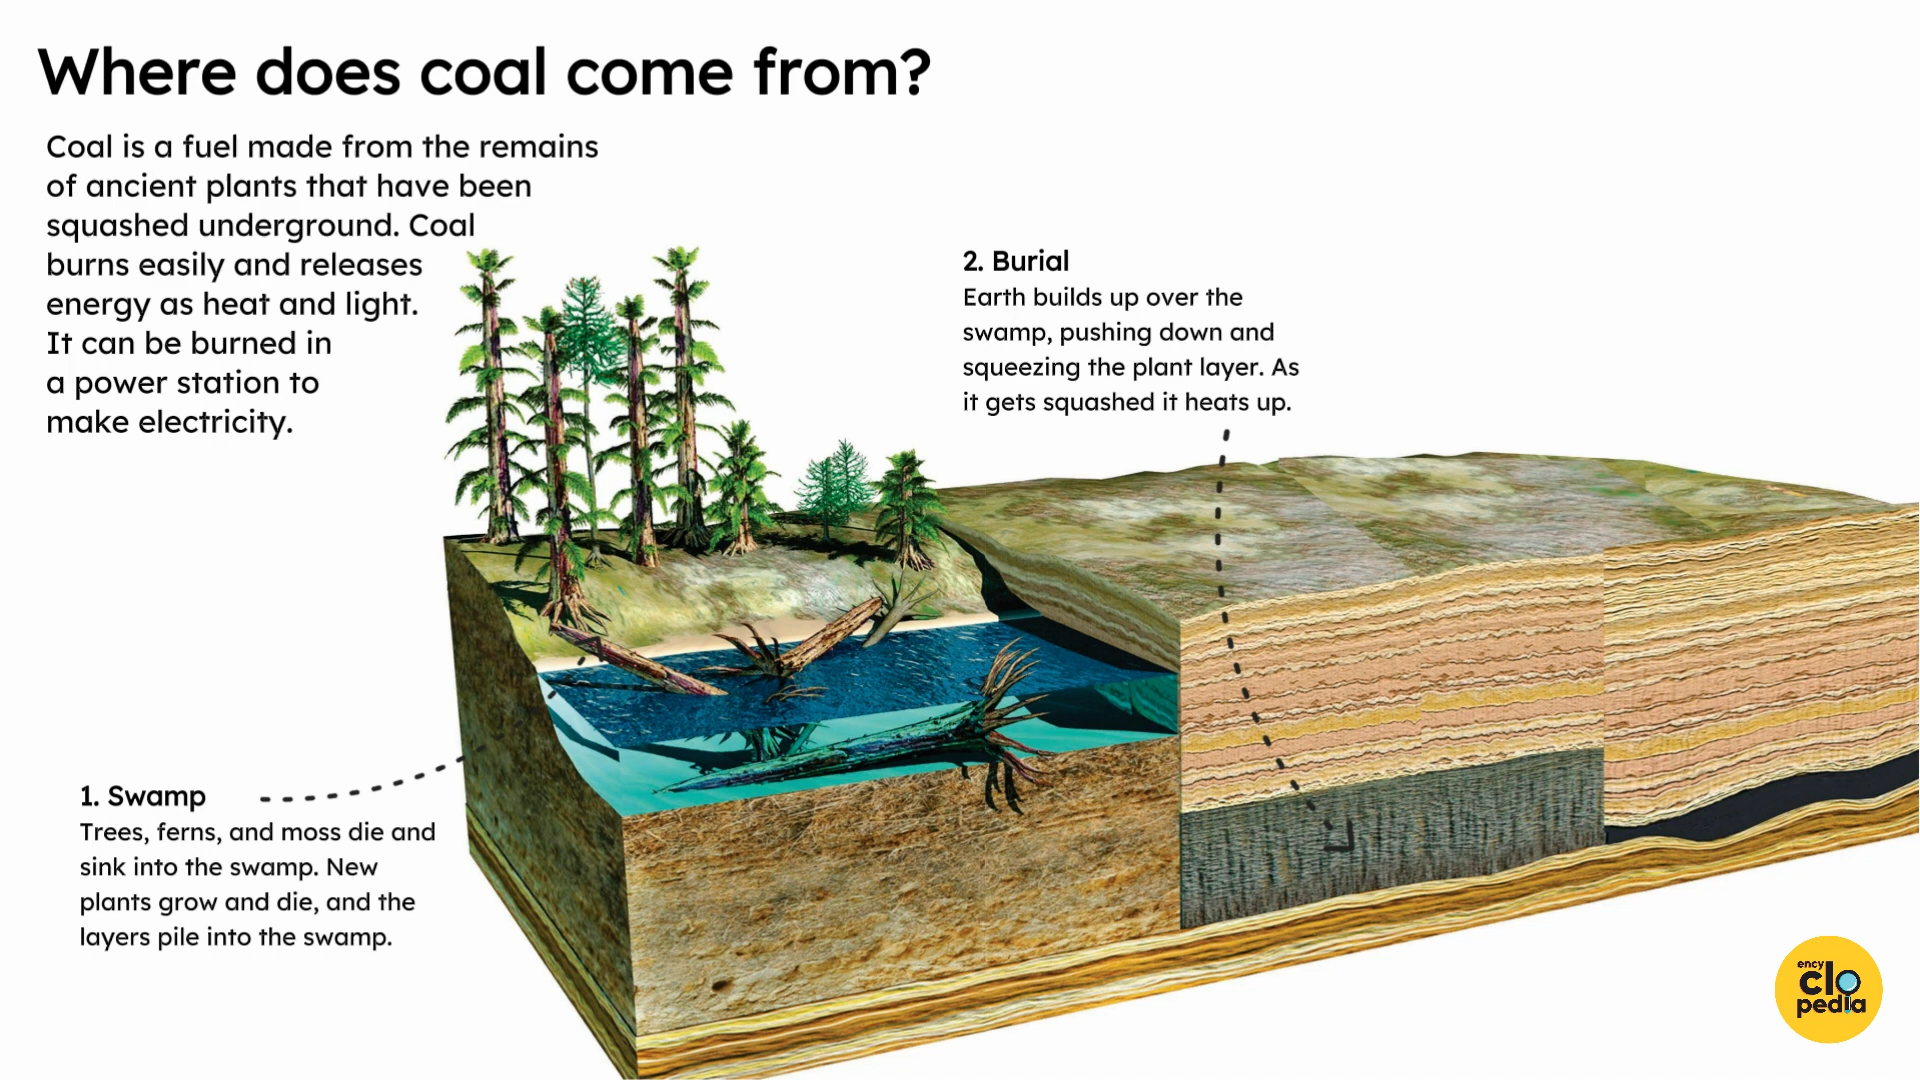 Where does coal come from?
Coal is a fuel made from the remains
of ancient plants that have been
squashed underground. Coal
burns easily and releases
energy as heat and light.
It can be burned in
a power station to
make electricity.
2. Burial
Earth builds up over the
swamp, pushing down and
squeezing the plant layer. As
it gets squashed it heats up.
1. Swamp
Trees, ferns, and moss die and
sink into the swamp. New
plants grow and die, and the
layers pile into the swamp.
ency
clo
pedia